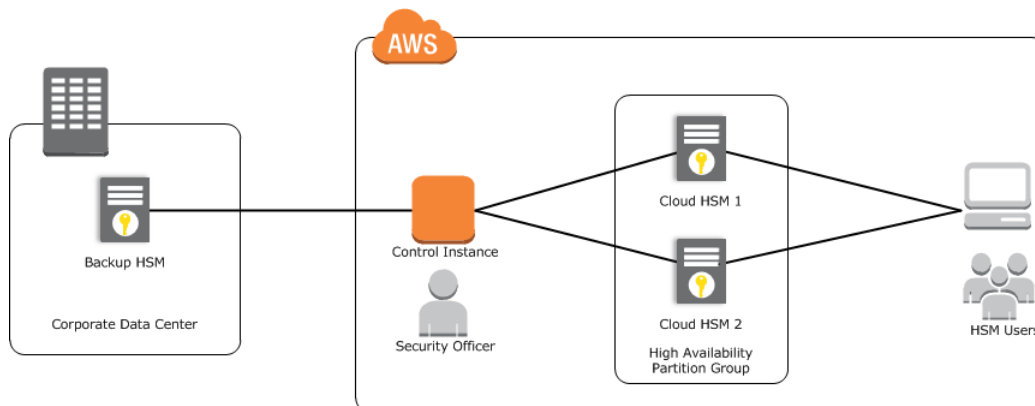 AWS
Backup HSM
Corporate Data Center
Control Instance
Security Officer
Cloud HSM 1
Cloud HSM 2
High Availability
Partition Group
HSM Users